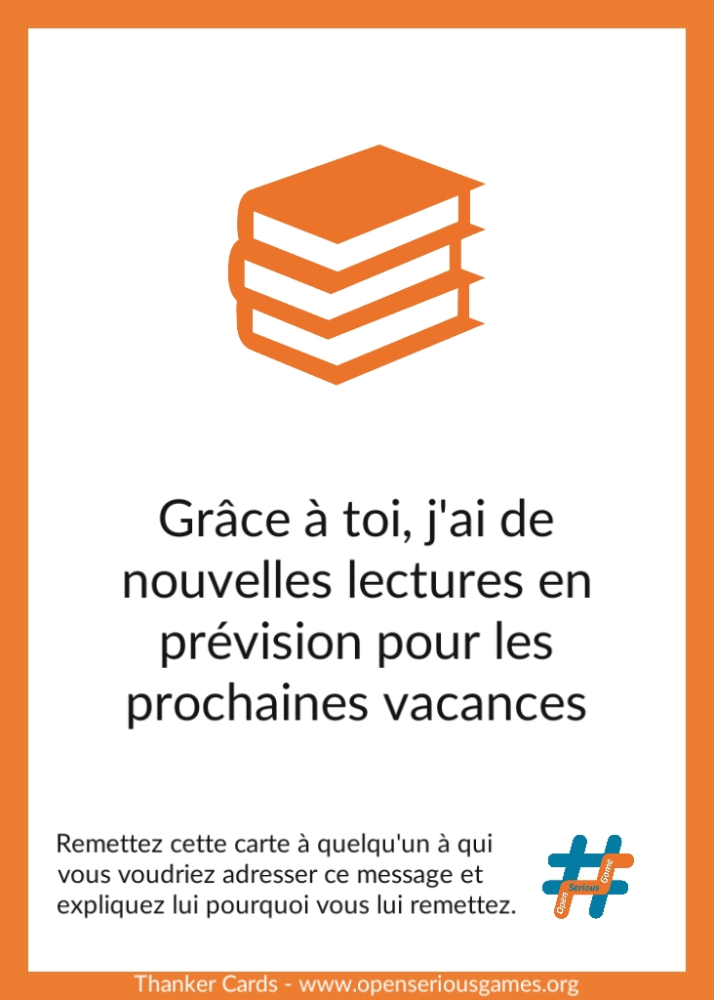 Grâce à toi, j'ai de
nouvelles lectures en
prévision pour les
prochaines vacances
Remettez cette carte à quelqu'un à qui
vous voudriez adresser ce message et
expliquez lui pourquoi vous lui remettez.
Open Serious Game
Thanker Cards - www.openseriousgames.org